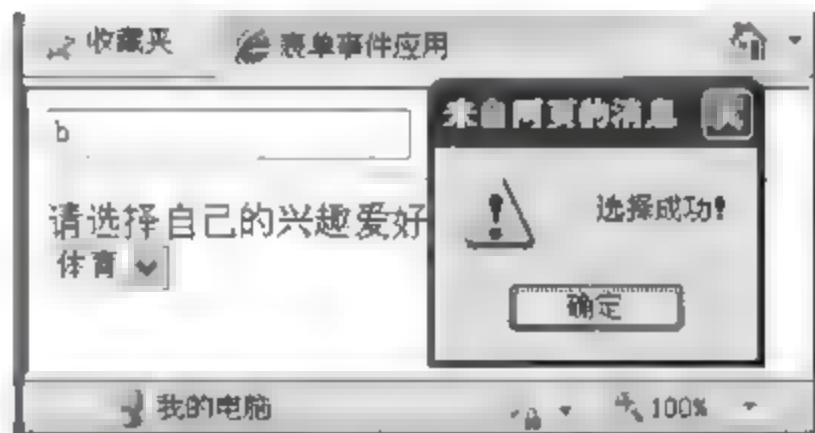 收藏夹 表单事件应用
b
来自网页的消息
请选择自己的兴趣爱好
体育
选择成功!
确定
我的电脑 100%